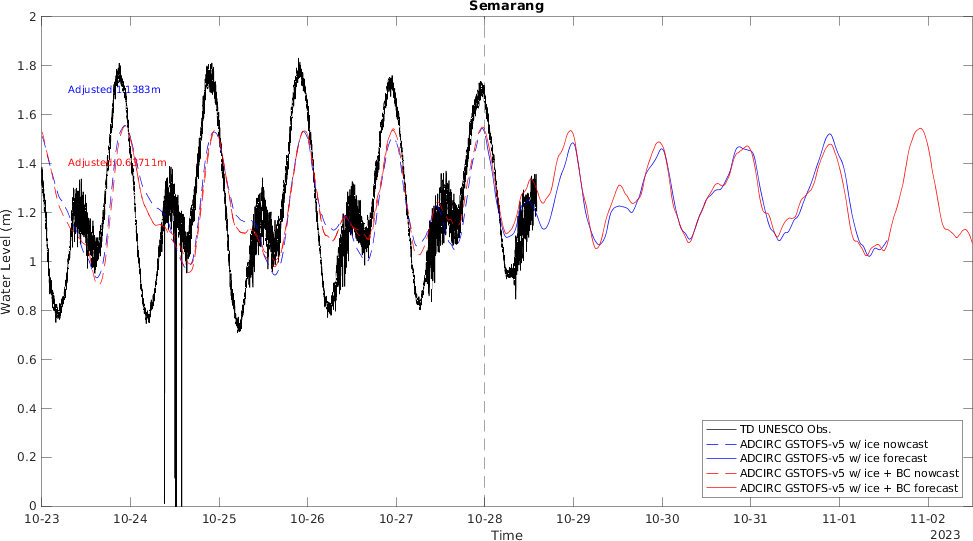 Semarang
2
1.8
1.6
1.4
1.2
1
0.8
0.6
0.4
0.2
0
Water Level (m)
Adjusted:1.1383m
TD UNESCO Obs.
ADCIRC GSTOFS-v5 w/ ice nowcast
ADCIRC GSTOFS-v5 w/ ice forecast
ADCIRC GSTOFS-v5 w/ ice + BC nowcast
ADCIRC GSTOFS-v5 w/ ice + BC forecast
10-23 10-24 10-25 10-26 10-27 10-28 10-29 10-30 10-31 11-01 11-02
Time
2023